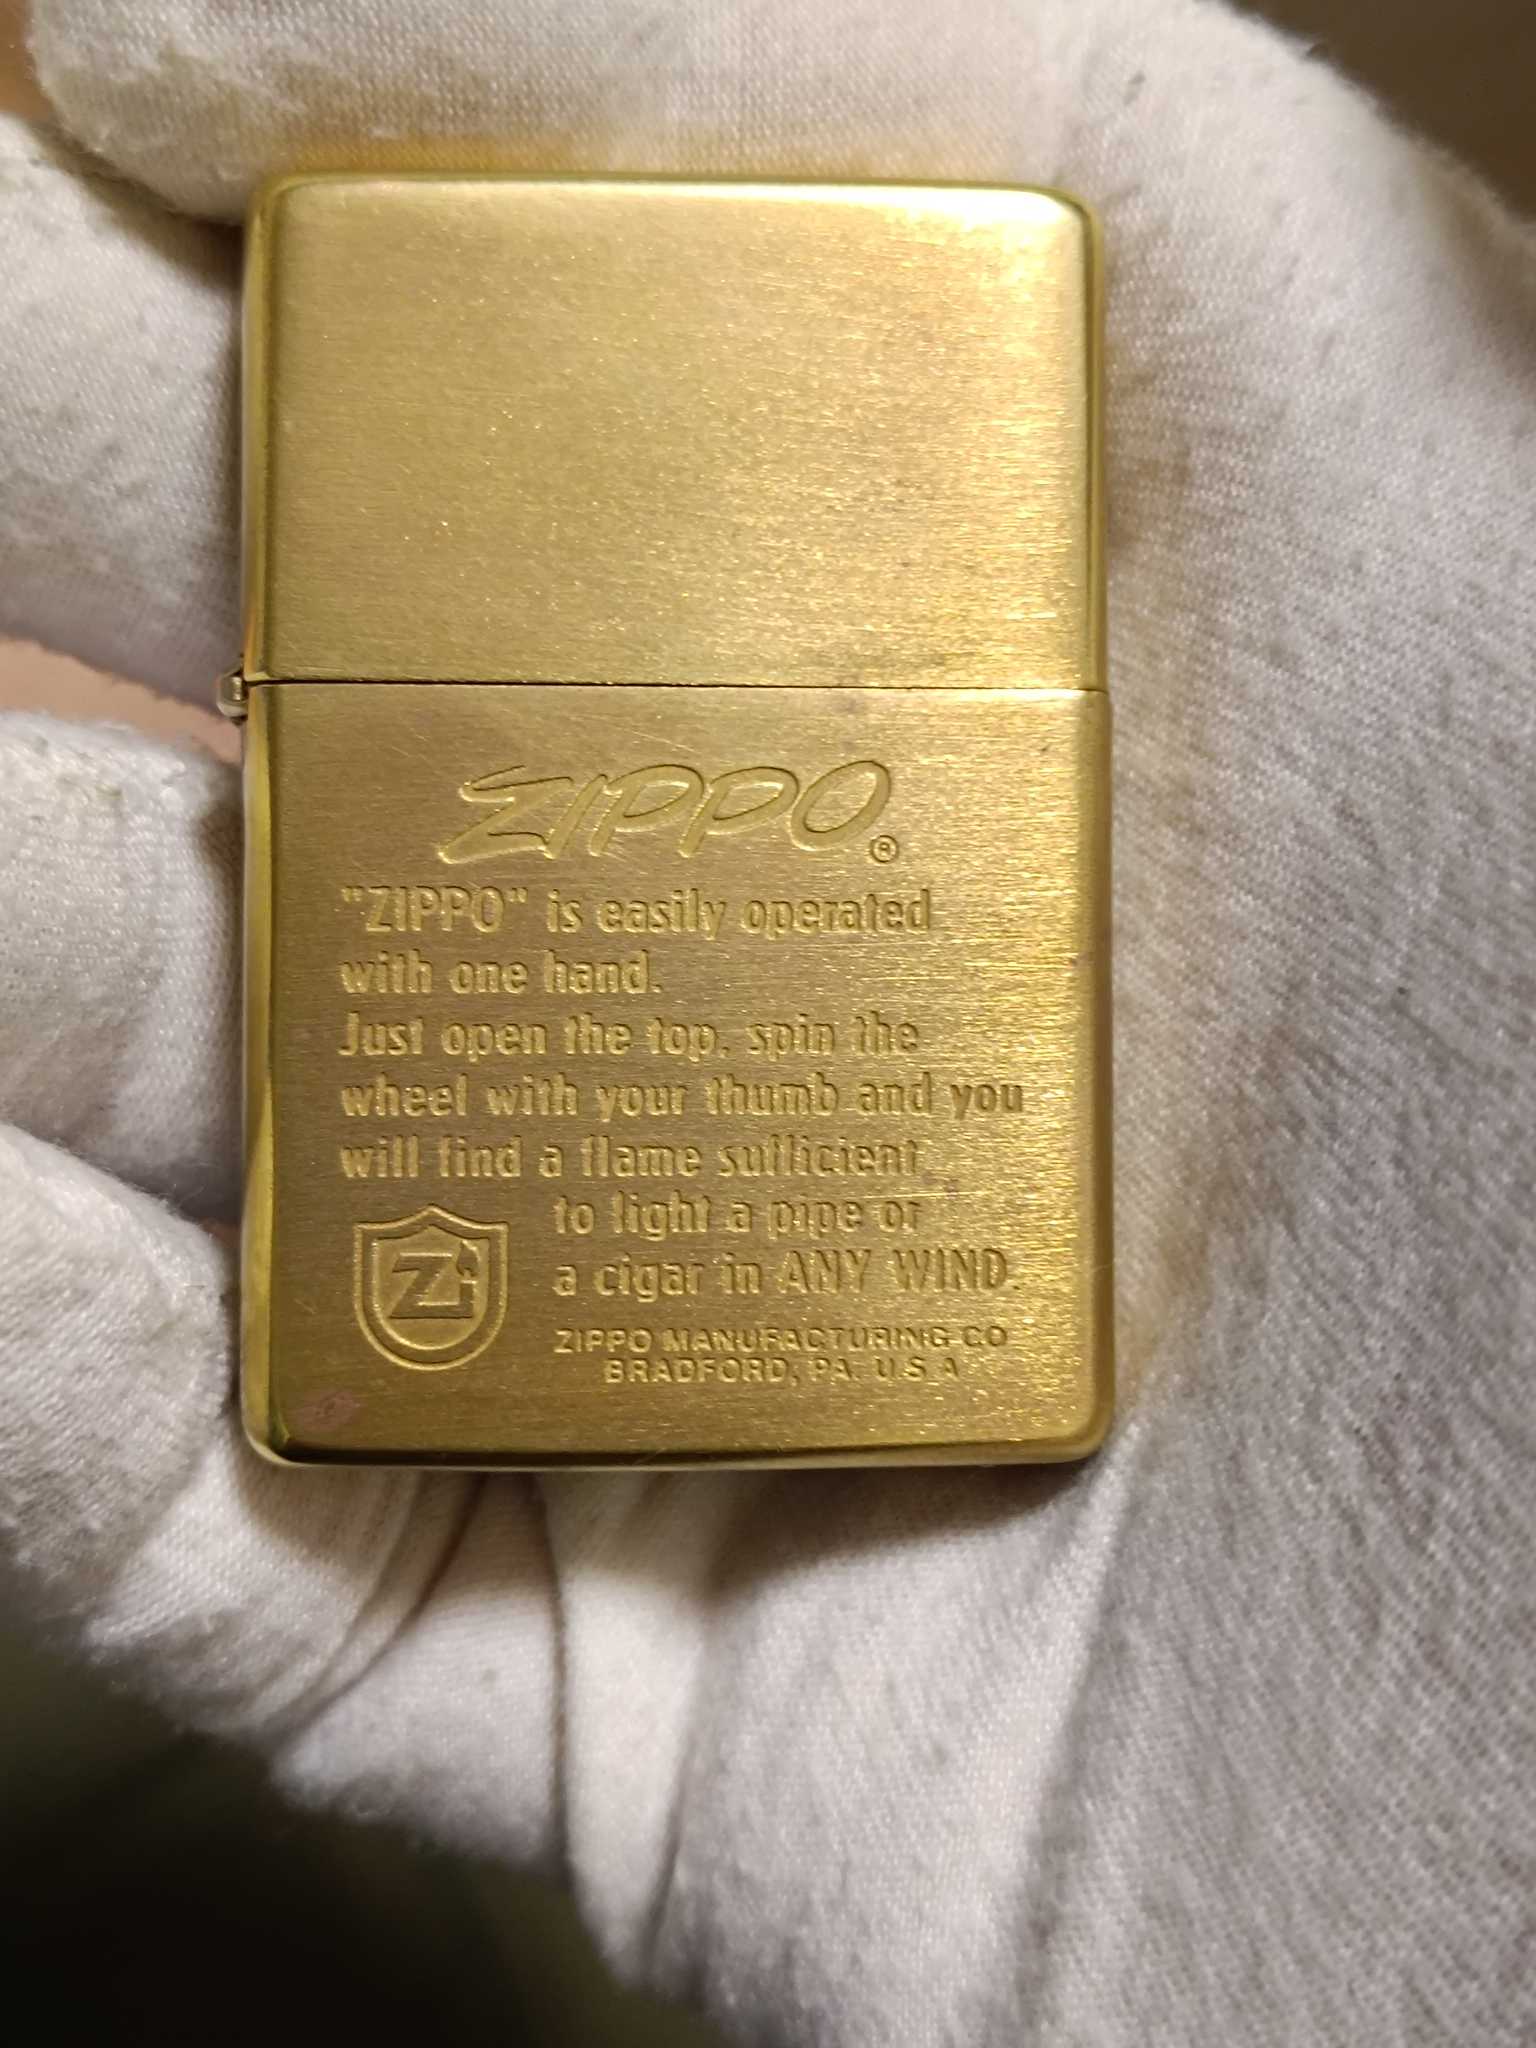 ZIPPO®
"ZIPPO" is easily operated
with one hand.
Just open the top, spin the
wheel with your thumb and you
will find a flame sufficient
to light a pipe or
a cigar in ANY WIND.
Z
ZIPPO MANUFACTURING CO
BRADFORD, PA. U.S.A